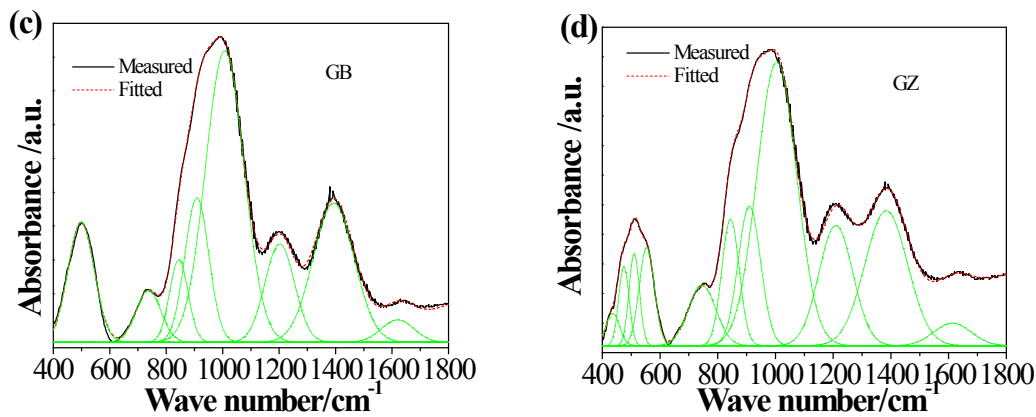 (c)
Measured
Fitted
GB
Absorbance /a.u.
400 600 800 1000 1200 1400 1600 1800
Wave number/cm⁻¹
(d)
Measured
Fitted
GZ
Absorbance /a.u.
400 600 800 1000 1200 1400 1600 1800
Wave number/cm⁻¹